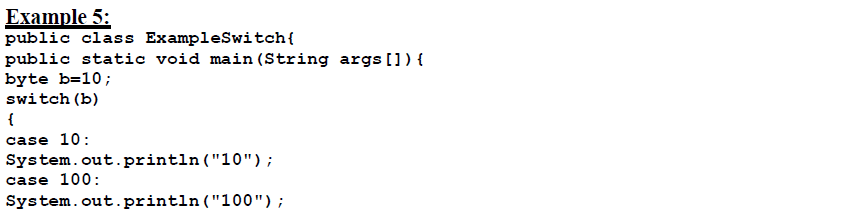 Example 5:
public class ExampleSwitch{
public static void main(String args[]){
byte b=10;
switch(b)
{
case 10:
System.out.println("10");
case 100:
System.out.println("100");